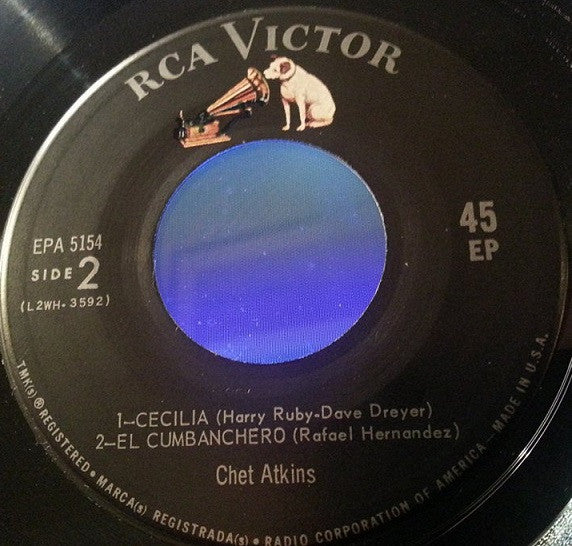 RCA VICTOR
EPA 5154
SIDE 2
(L2WH-3592)
45
EP
1—CECILIA (Harry Ruby-Dave Dreyer)
2—EL CUMBANCHERO (Rafael Hernandez)
Chet Atkins
TMK(s) ® REGISTERED • MARCA(s) REGISTRADA(s) • RADIO CORPORATION OF AMERICA — MADE IN U.S.A.